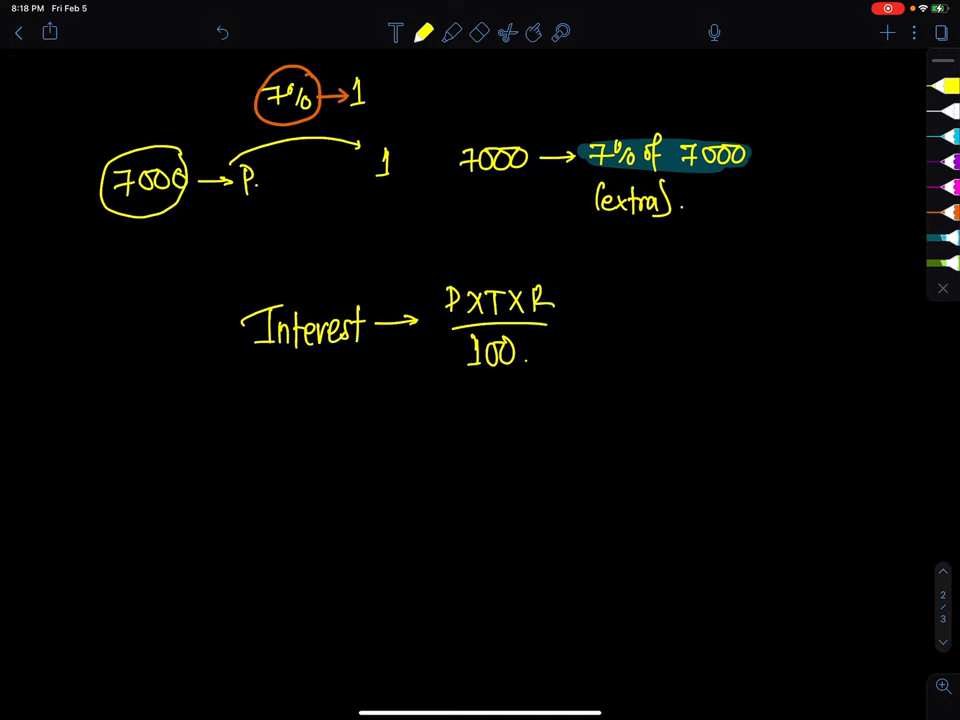 8:18 PM Fri Feb 5
T
7% → 1
7000 → P. 1 7000 → 7% of 7000
(extra).
Interest → PXTXR
100.
2
/
3